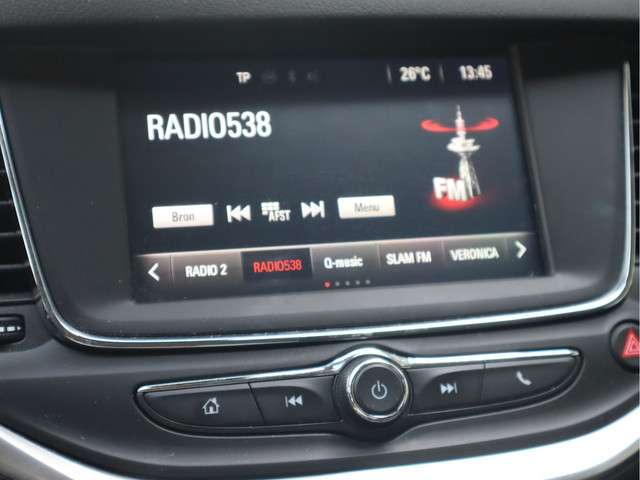 TP 26°C 13:45
RADIO538
FM
Bron AFST Menu
RADIO 2 RADIO538 Q-music SLAM FM VERONICA